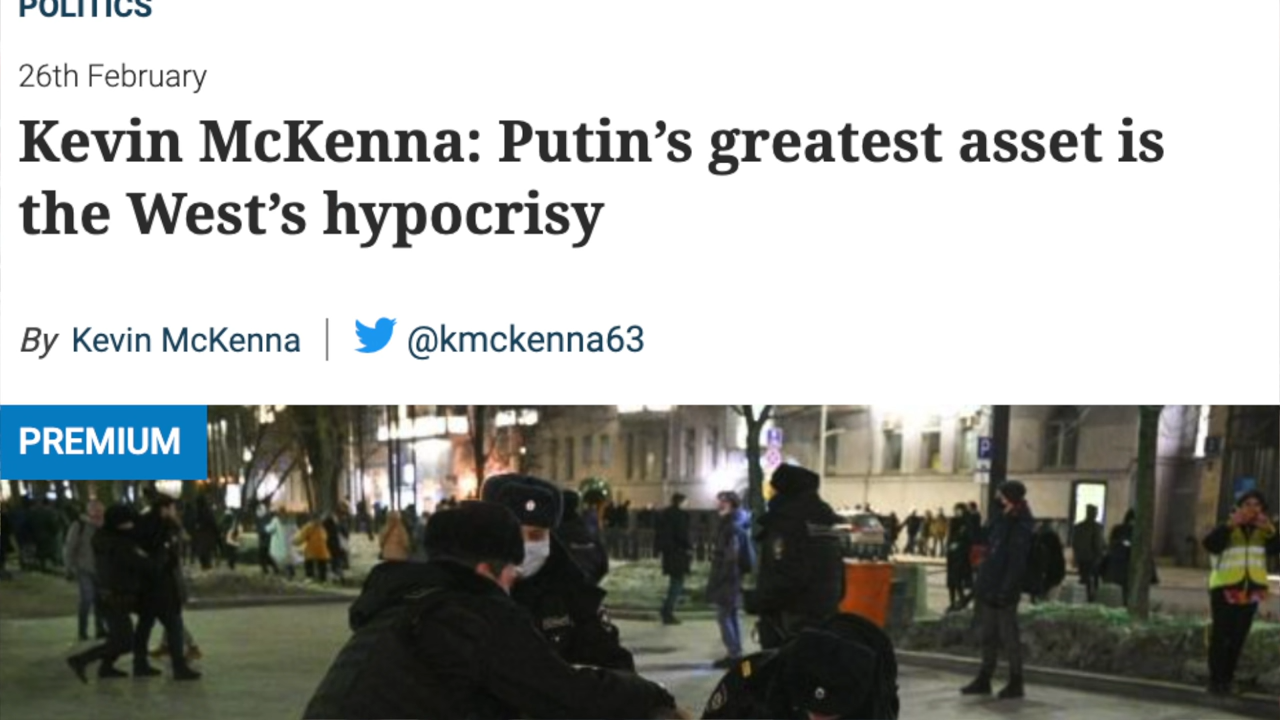 POLITICS
26th February
Kevin McKenna: Putin’s greatest asset is
the West’s hypocrisy
By Kevin McKenna | @kmckenna63
PREMIUM
P